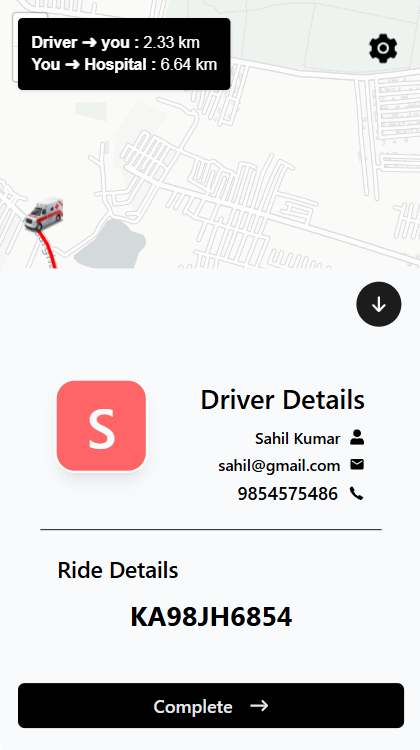 Driver ➜ you : 2.33 km
You ➜ Hospital : 6.64 km
S
Driver Details
Sahil Kumar
sahil@gmail.com
9854575486
Ride Details
KA98JH6854
Complete →